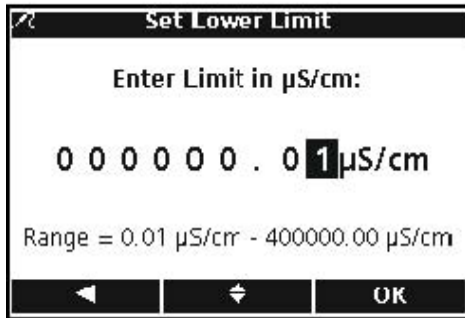 Set Lower Limit
Enter Limit in µS/cm:
0 0 0 0 0 0 . 0 1 µS/cm
Range = 0.01 µS/cm - 400000.00 µS/cm
OK